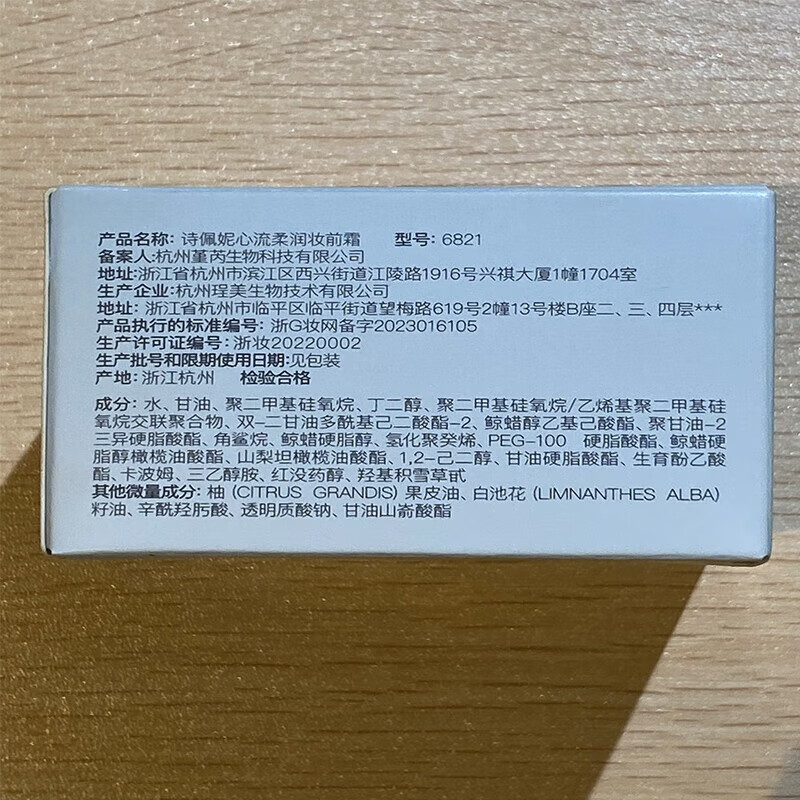 产品名称: 诗佩妮心流柔润妆前霜 型号: 6821
备案人:杭州堇芮生物科技有限公司
地址:浙江省杭州市滨江区西兴街道江陵路1916号兴祺大厦1幢1704室
生产企业:杭州珵美生物技术有限公司
地址: 浙江省杭州市临平区临平街道望梅路619号2幢13号楼B座二、三、四层***
产品执行的标准编号: 浙G妆网备字2023016105
生产许可证编号: 浙妆20220002
生产批号和限期使用日期:见包装
产地: 浙江杭州 检验合格
成分: 水、甘油、聚二甲基硅氧烷、丁二醇、聚二甲基硅氧烷/乙烯基聚二甲基硅
氧烷交联聚合物、双-二甘油多酰基己二酸酯-2、鲸蜡醇乙基己酸酯、聚甘油-2
三异硬脂酸酯、角鲨烷、鲸蜡硬脂醇、氢化聚癸烯、PEG-100 硬脂酸酯、鲸蜡硬
脂醇橄榄油酸酯、山梨坦橄榄油酸酯、1,2-己二醇、甘油硬脂酸酯、生育酚乙酸
酯、卡波姆、三乙醇胺、红没药醇、羟基积雪草甙
其他微量成分: 柚 (CITRUS GRANDIS) 果皮油、白池花 (LIMNANTHES ALBA)
籽油、辛酰羟肟酸、透明质酸钠、甘油山嵛酸酯